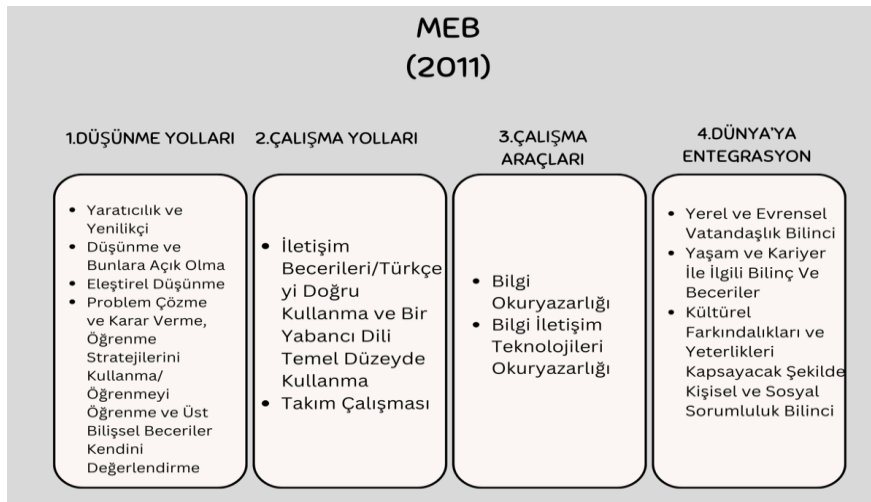 MEB
(2011)
1.DÜŞÜNME YOLLARI
• Yaratıcılık ve
Yenilikçi
• Düşünme ve
Bunlara Açık Olma
• Eleştirel Düşünme
• Problem Çözme
ve Karar Verme,
Öğrenme
Stratejilerini
Kullanma/
Öğrenmeyi
Öğrenme ve Üst
Bilişsel Beceriler
Kendini
Değerlendirme
2.ÇALIŞMA YOLLARI
• İletişim
Becerileri/Türkçe
yi Doğru
Kullanma ve Bir
Yabancı Dili
Temel Düzeyde
Kullanma
• Takım Çalışması
3.ÇALIŞMA
ARAÇLARI
• Bilgi
Okuryazarlığı
• Bilgi İletişim
Teknolojileri
Okuryazarlığı
4.DÜNYA'YA
ENTEGRASYON
• Yerel ve Evrensel
Vatandaşlık Bilinci
• Yaşam ve Kariyer
İle İlgili Bilinç Ve
Beceriler
• Kültürel
Farkındalıkları ve
Yeterlikleri
Kapsayacak Şekilde
Kişisel ve Sosyal
Sorumluluk Bilinci